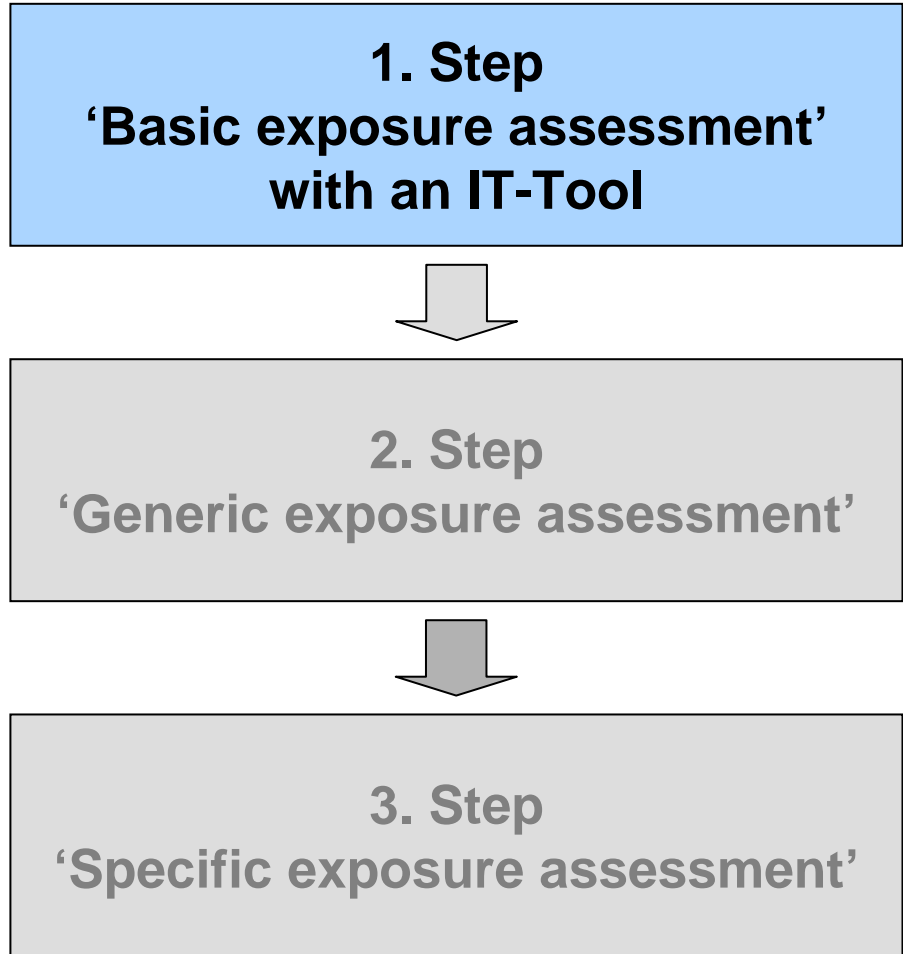 1. Step
‘Basic exposure assessment’
with an IT-Tool
2. Step
‘Generic exposure assessment’
3. Step
‘Specific exposure assessment’